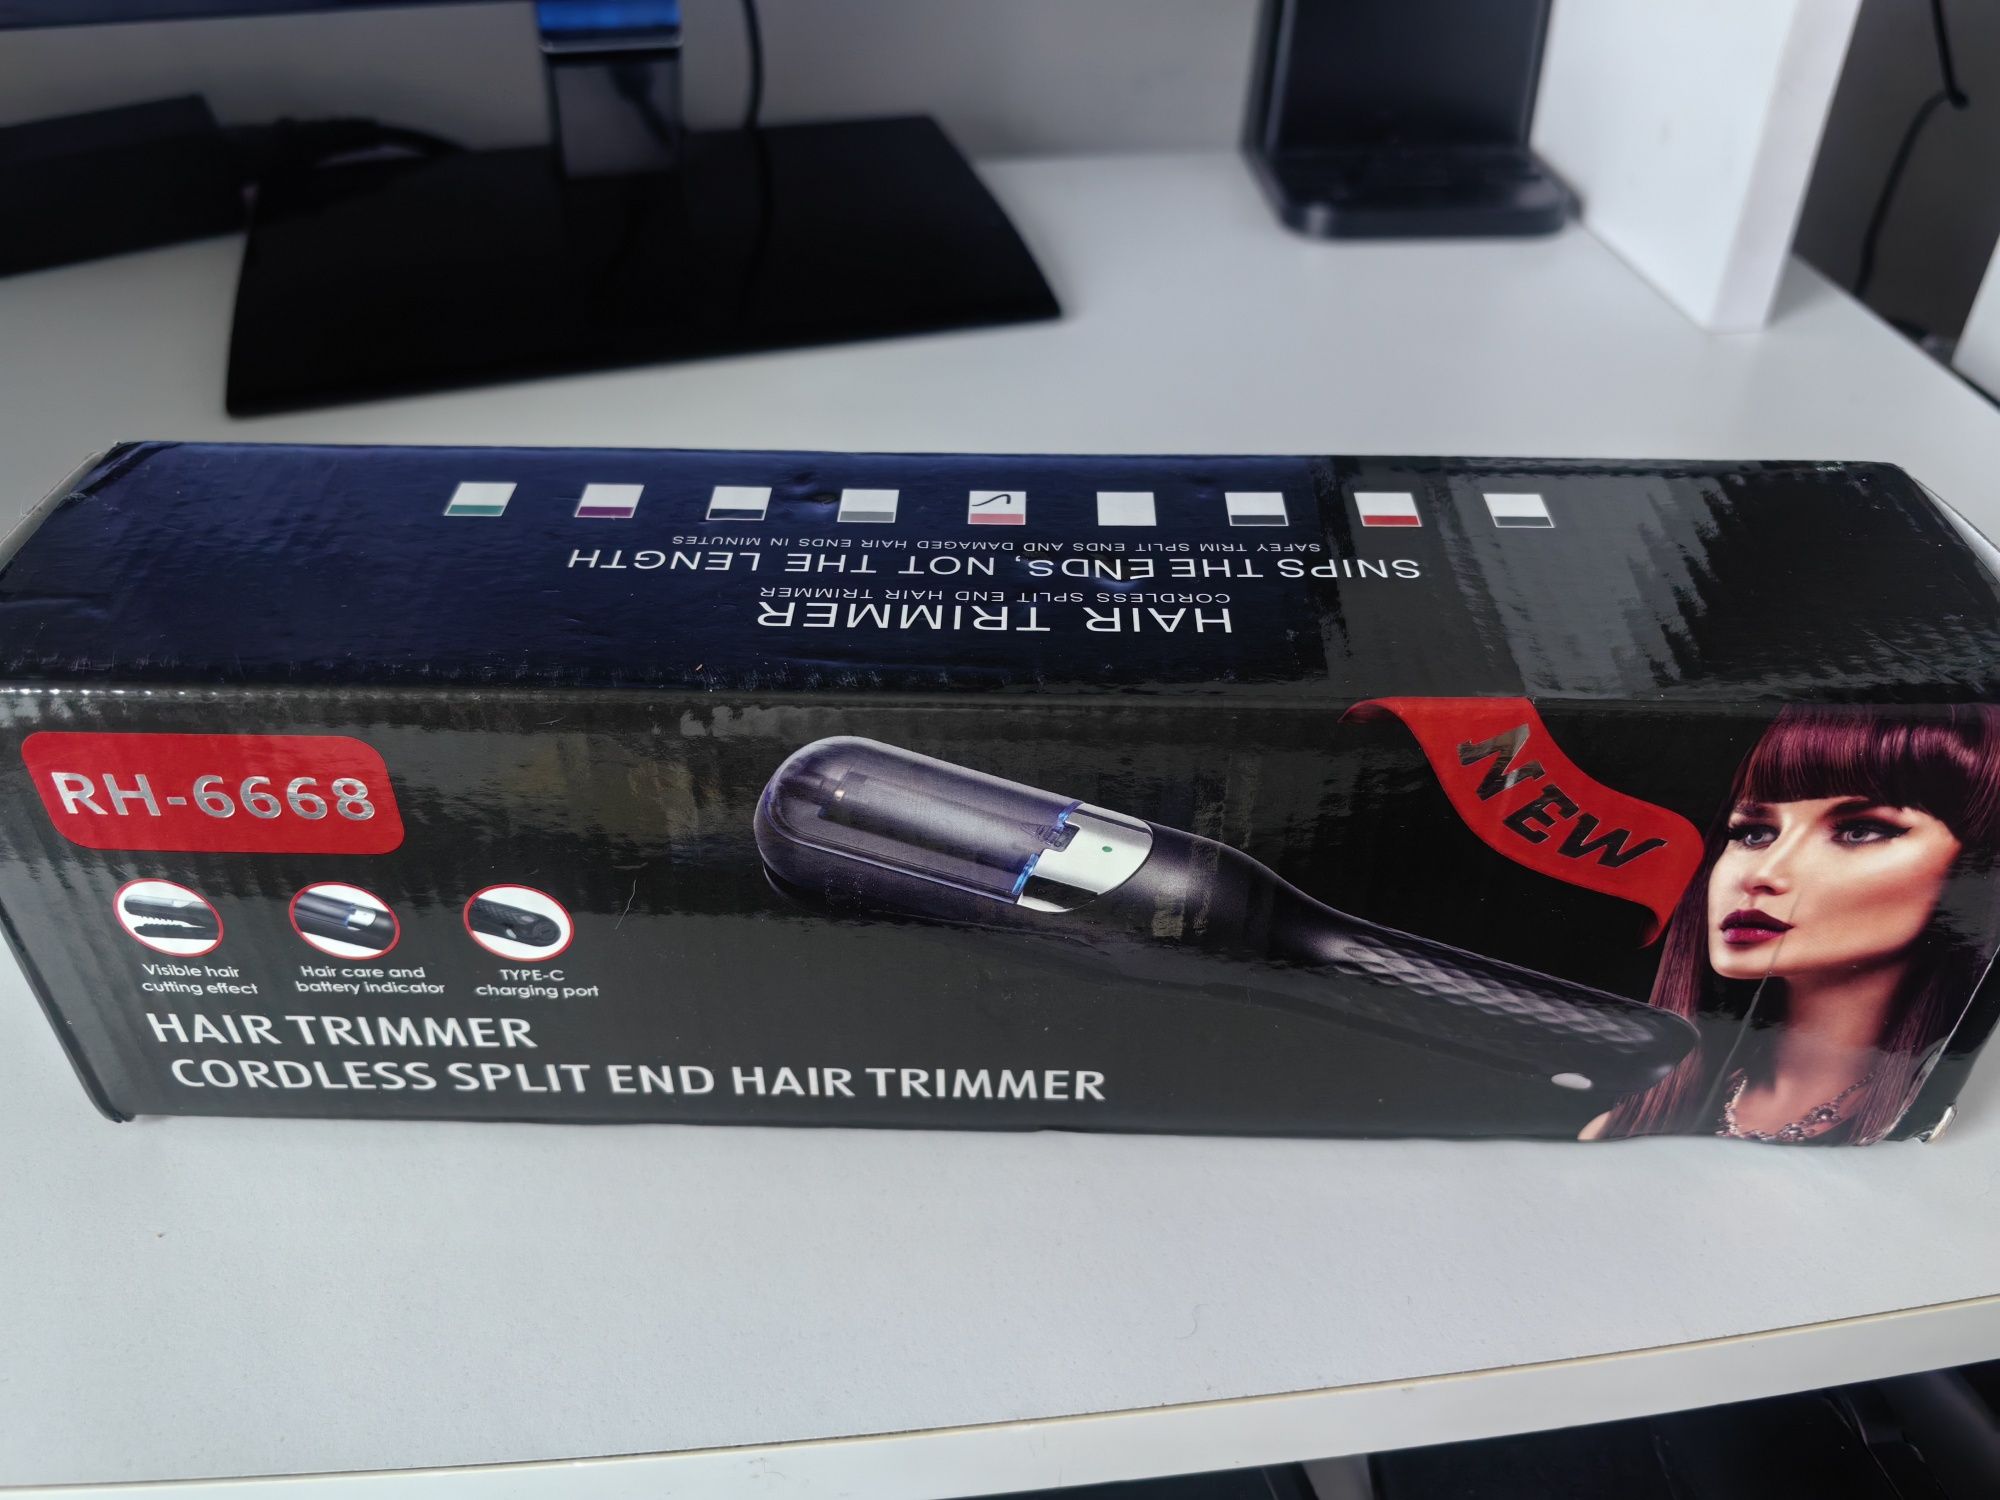 HAIR TRIMMER
CORDLESS SPLIT END HAIR TRIMMER
SNIPS THE ENDS, NOT THE LENGTH
SAFEY TRIM SPLIT ENDS AND DAMAGED HAIR ENDS IN MINUTES
RH-6668
NEW
Visible hair
cutting effect
Hair care and
battery indicator
TYPE-C
charging port
HAIR TRIMMER
CORDLESS SPLIT END HAIR TRIMMER